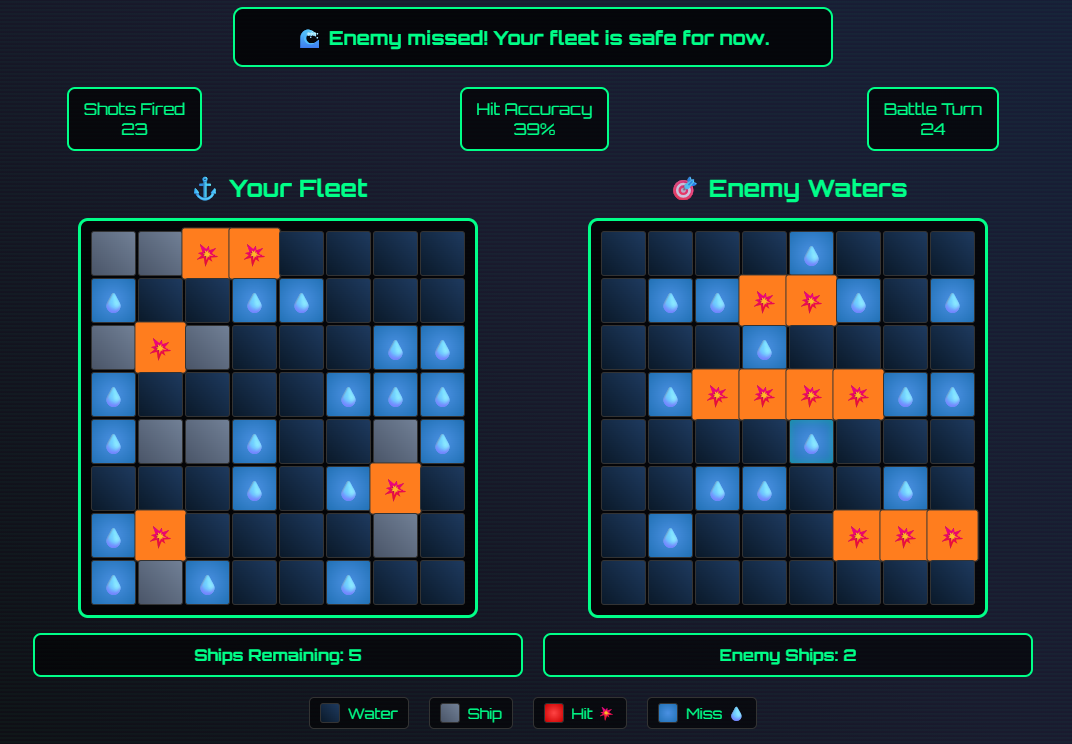 🌊 Enemy missed! Your fleet is safe for now.
Shots Fired
23
Hit Accuracy
39%
Battle Turn
24
⚓ Your Fleet
🎯 Enemy Waters
Ships Remaining: 5
Enemy Ships: 2
Water
Ship
Hit 💥
Miss 💧